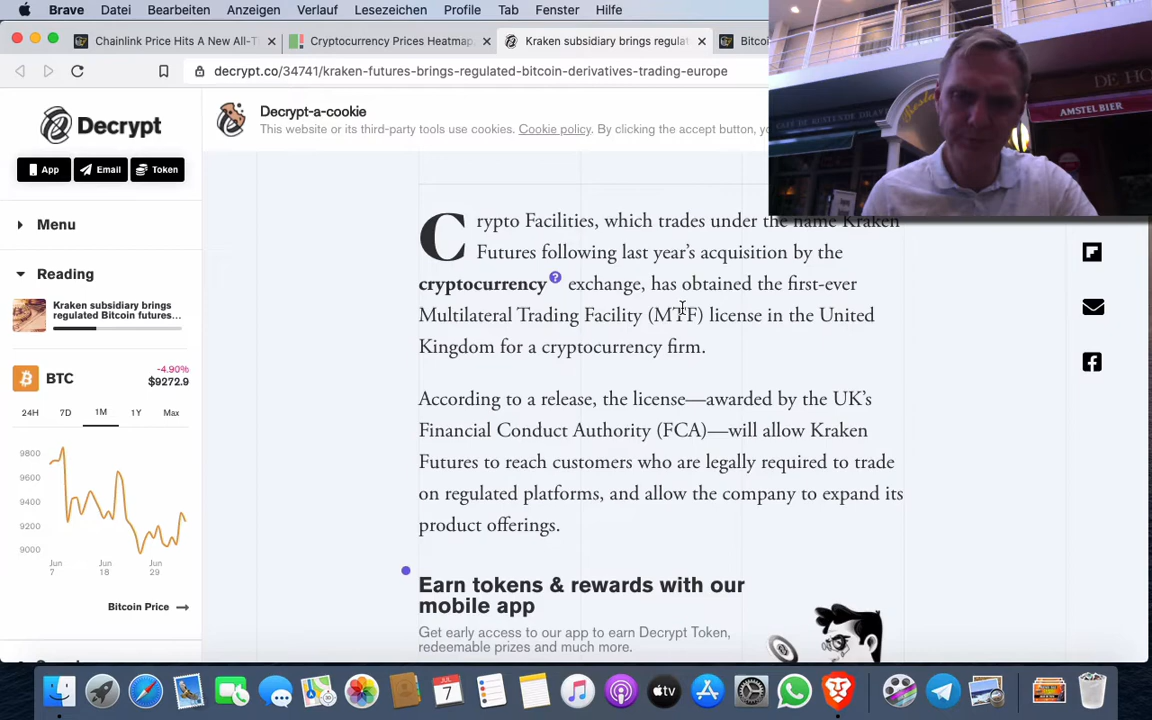 Brave Datei Bearbeiten Anzeigen Verlauf Lesezeichen Profile Tab Fenster Hilfe
Chainlink Price Hits A New All-T
Cryptocurrency Prices Heatmap,
Kraken subsidiary brings regulat
Bitcoi
decrypt.co/34741/kraken-futures-brings-regulated-bitcoin-derivatives-trading-europe
Decrypt
App
Email
Token
Menu
Reading
Kraken subsidiary brings
regulated Bitcoin futures...
BTC
-4.90%
$9272.9
24H 7D 1M 1Y Max
9800
9600
9400
9200
9000
Jun
7
Jun
18
Jun
29
Bitcoin Price →
Decrypt-a-cookie
This website or its third-party tools use cookies. Cookie policy. By clicking the accept button,
DE HO
AMSTEL BIER
Crypto Facilities, which trades under the name Kraken
Futures following last year’s acquisition by the
cryptocurrency ? exchange, has obtained the first-ever
Multilateral Trading Facility (MTF) license in the United
Kingdom for a cryptocurrency firm.
According to a release, the license—awarded by the UK’s
Financial Conduct Authority (FCA)—will allow Kraken
Futures to reach customers who are legally required to trade
on regulated platforms, and allow the company to expand its
product offerings.
Earn tokens & rewards with our
mobile app
Get early access to our app to earn Decrypt Token,
redeemable prizes and much more.
JUL
7
tv